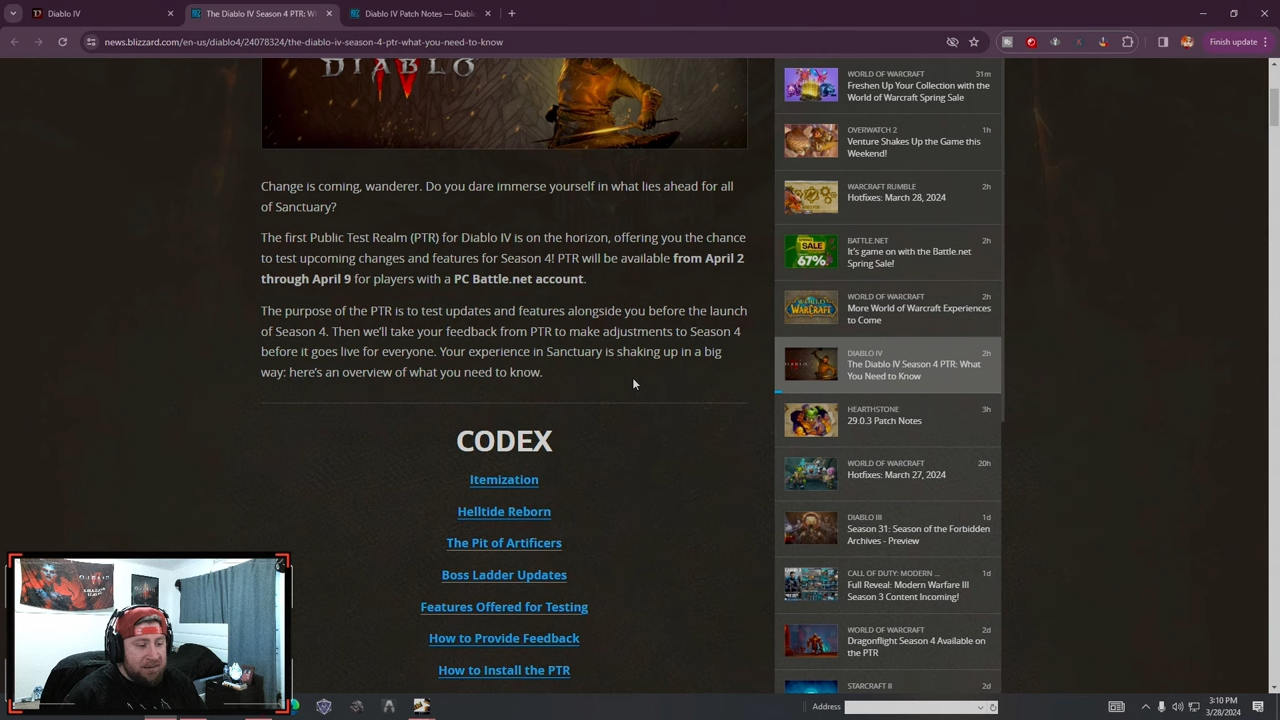 Diablo IV
The Diablo IV Season 4 PTR: W
Diablo IV Patch Notes — Diabl
news.blizzard.com/en-us/diablo4/24078324/the-diablo-iv-season-4-ptr-what-you-need-to-know
Finish update
DIABLO
IV
Change is coming, wanderer. Do you dare immerse yourself in what lies ahead for all
of Sanctuary?
The first Public Test Realm (PTR) for Diablo IV is on the horizon, offering you the chance
to test upcoming changes and features for Season 4! PTR will be available from April 2
through April 9 for players with a PC Battle.net account.
The purpose of the PTR is to test updates and features alongside you before the launch
of Season 4. Then we'll take your feedback from PTR to make adjustments to Season 4
before it goes live for everyone. Your experience in Sanctuary is shaking up in a big
way: here's an overview of what you need to know.
CODEX
Itemization
Helltide Reborn
The Pit of Artificers
Boss Ladder Updates
Features Offered for Testing
How to Provide Feedback
How to Install the PTR
WORLD OF WARCRAFT 31m
Freshen Up Your Collection with the
World of Warcraft Spring Sale
OVERWATCH 2 1h
Venture Shakes Up the Game this
Weekend!
WARCRAFT RUMBLE 2h
Hotfixes: March 28, 2024
SALE
67%
BATTLE.NET 2h
It's game on with the Battle.net
Spring Sale!
WORLD OF WARCRAFT 2h
More World of Warcraft Experiences
to Come
DIABLO IV 2h
The Diablo IV Season 4 PTR: What
You Need to Know
HEARTHSTONE 3h
29.0.3 Patch Notes
WORLD OF WARCRAFT 20h
Hotfixes: March 27, 2024
DIABLO III 1d
Season 31: Season of the Forbidden
Archives - Preview
CALL OF DUTY: MODERN ... 1d
Full Reveal: Modern Warfare III
Season 3 Content Incoming!
WORLD OF WARCRAFT 2d
Dragonflight Season 4 Available on
the PTR
STARCRAFT II 2d
Address
3:10 PM
3/28/2024